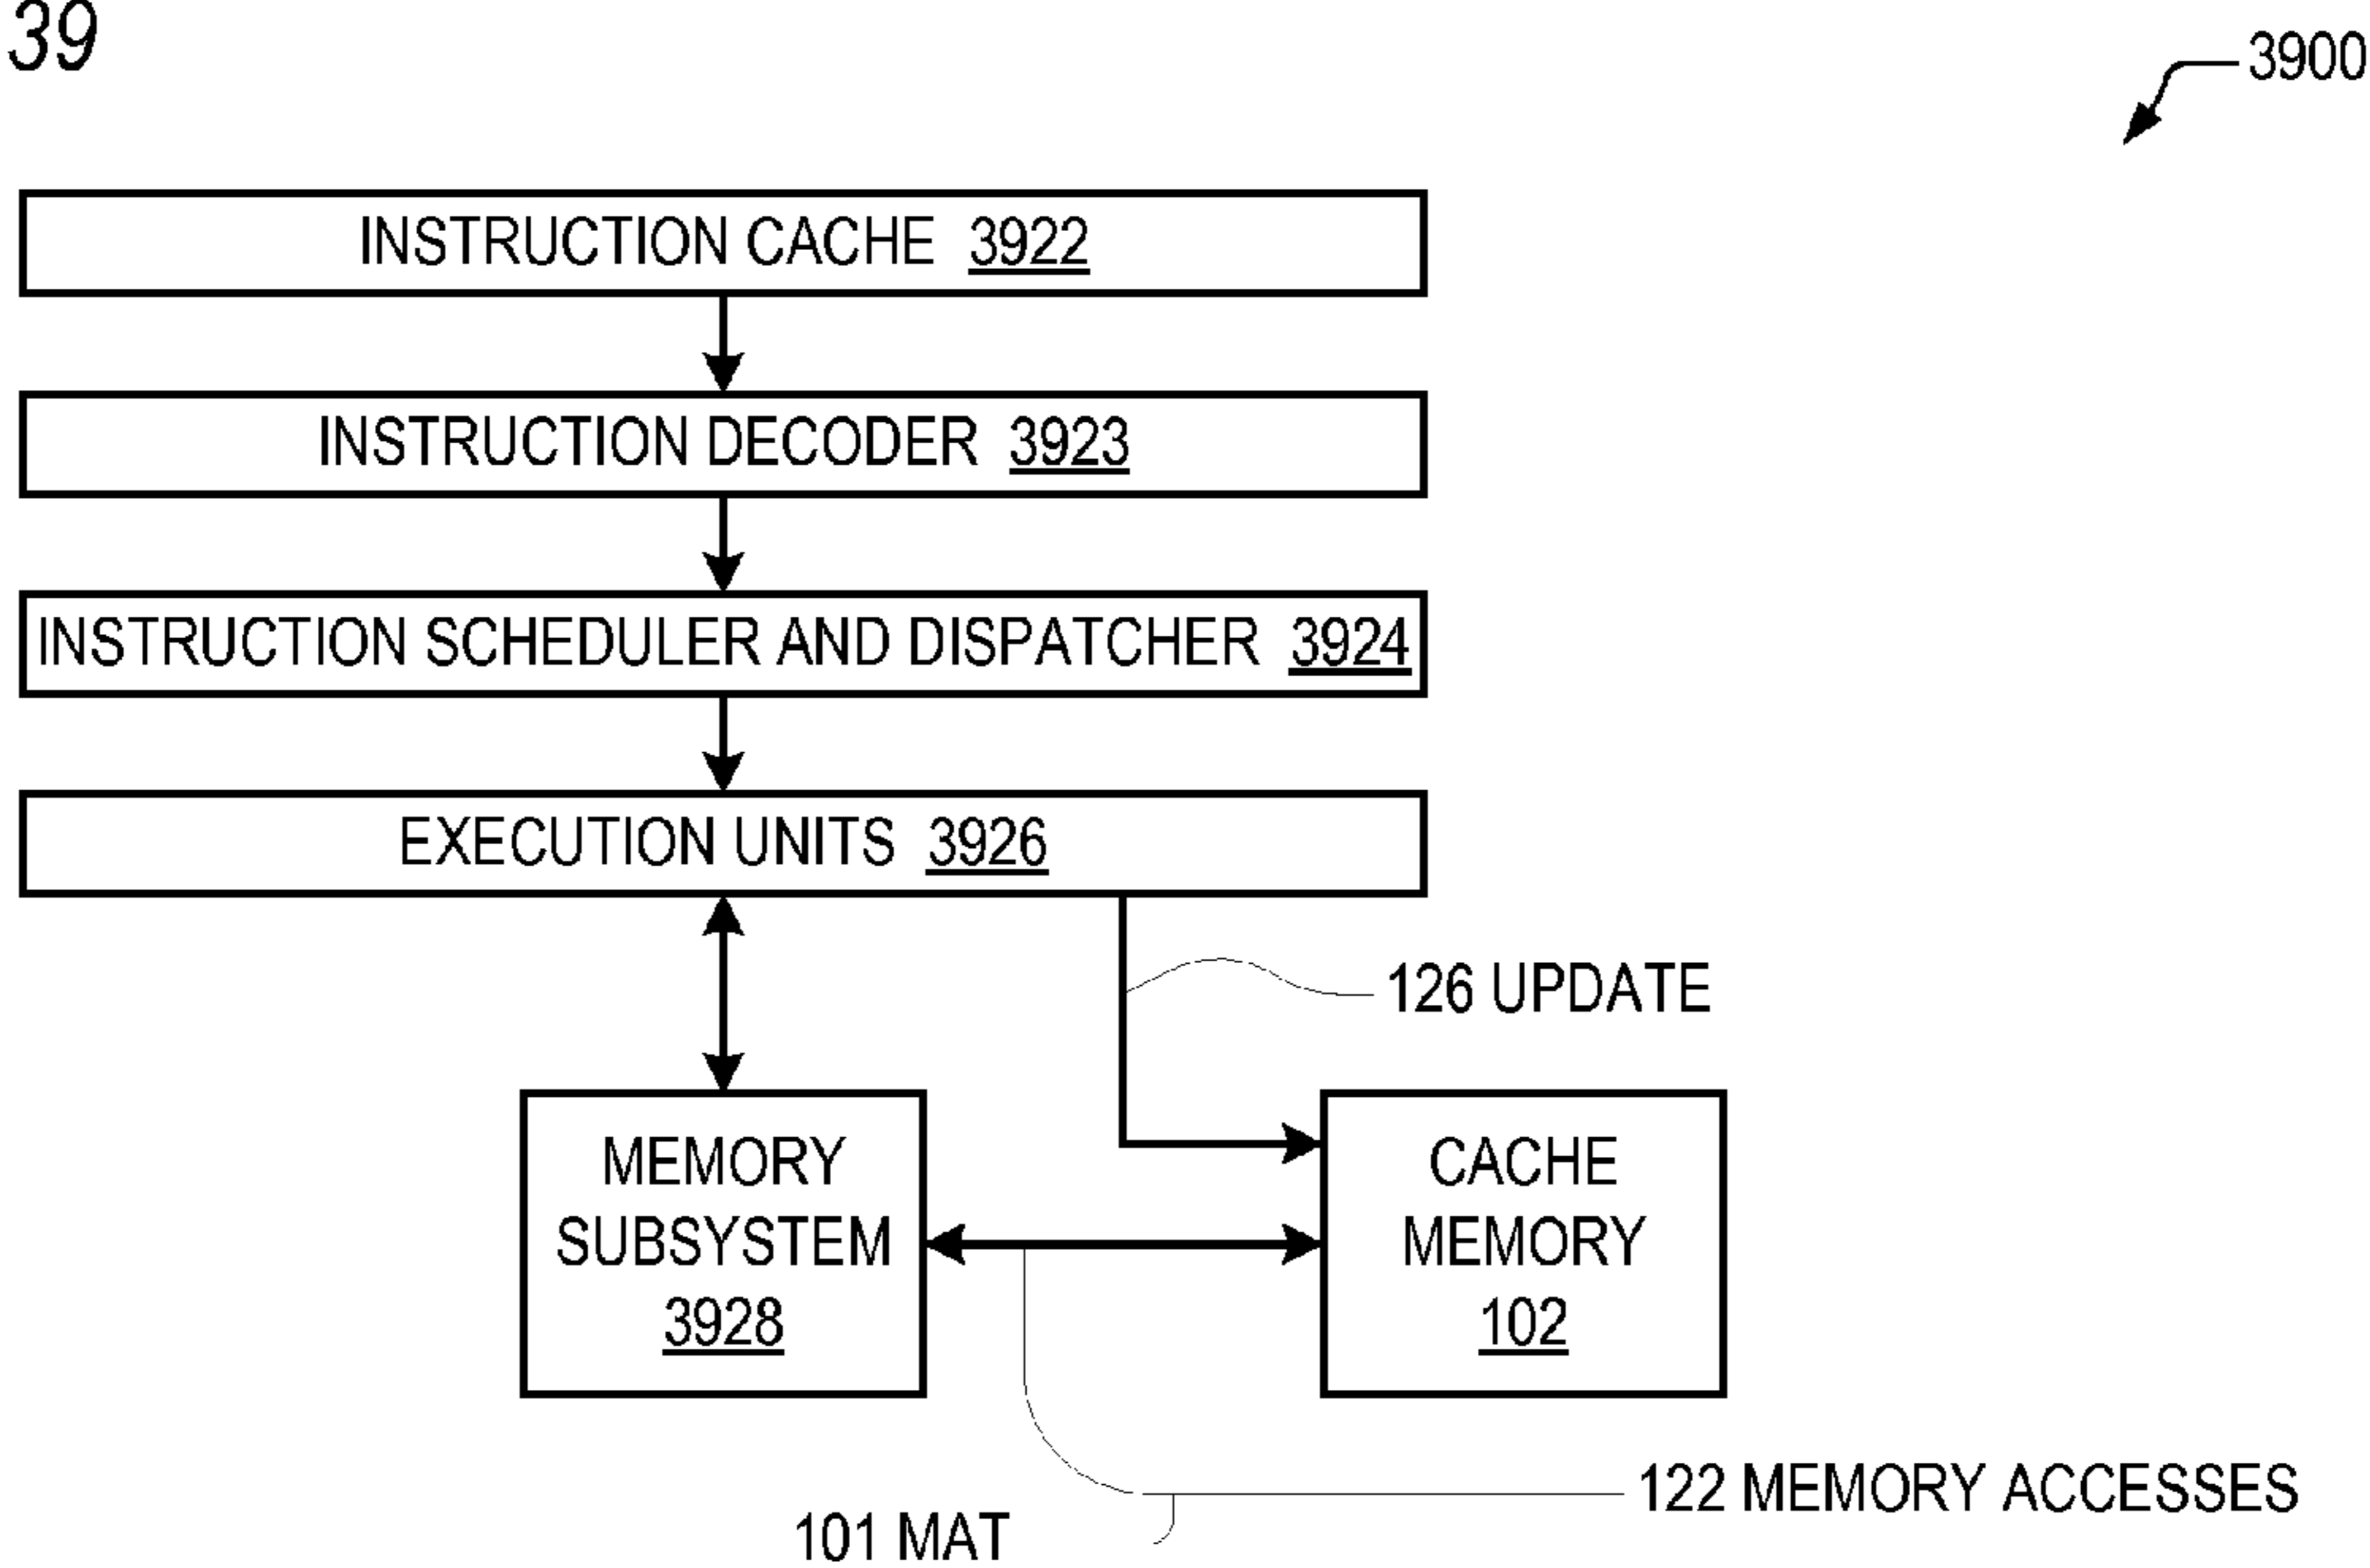 39
3900
INSTRUCTION CACHE 3922
INSTRUCTION DECODER 3923
INSTRUCTION SCHEDULER AND DISPATCHER 3924
EXECUTION UNITS 3926
126 UPDATE
MEMORY
SUBSYSTEM
3928
CACHE
MEMORY
102
122 MEMORY ACCESSES
101 MAT